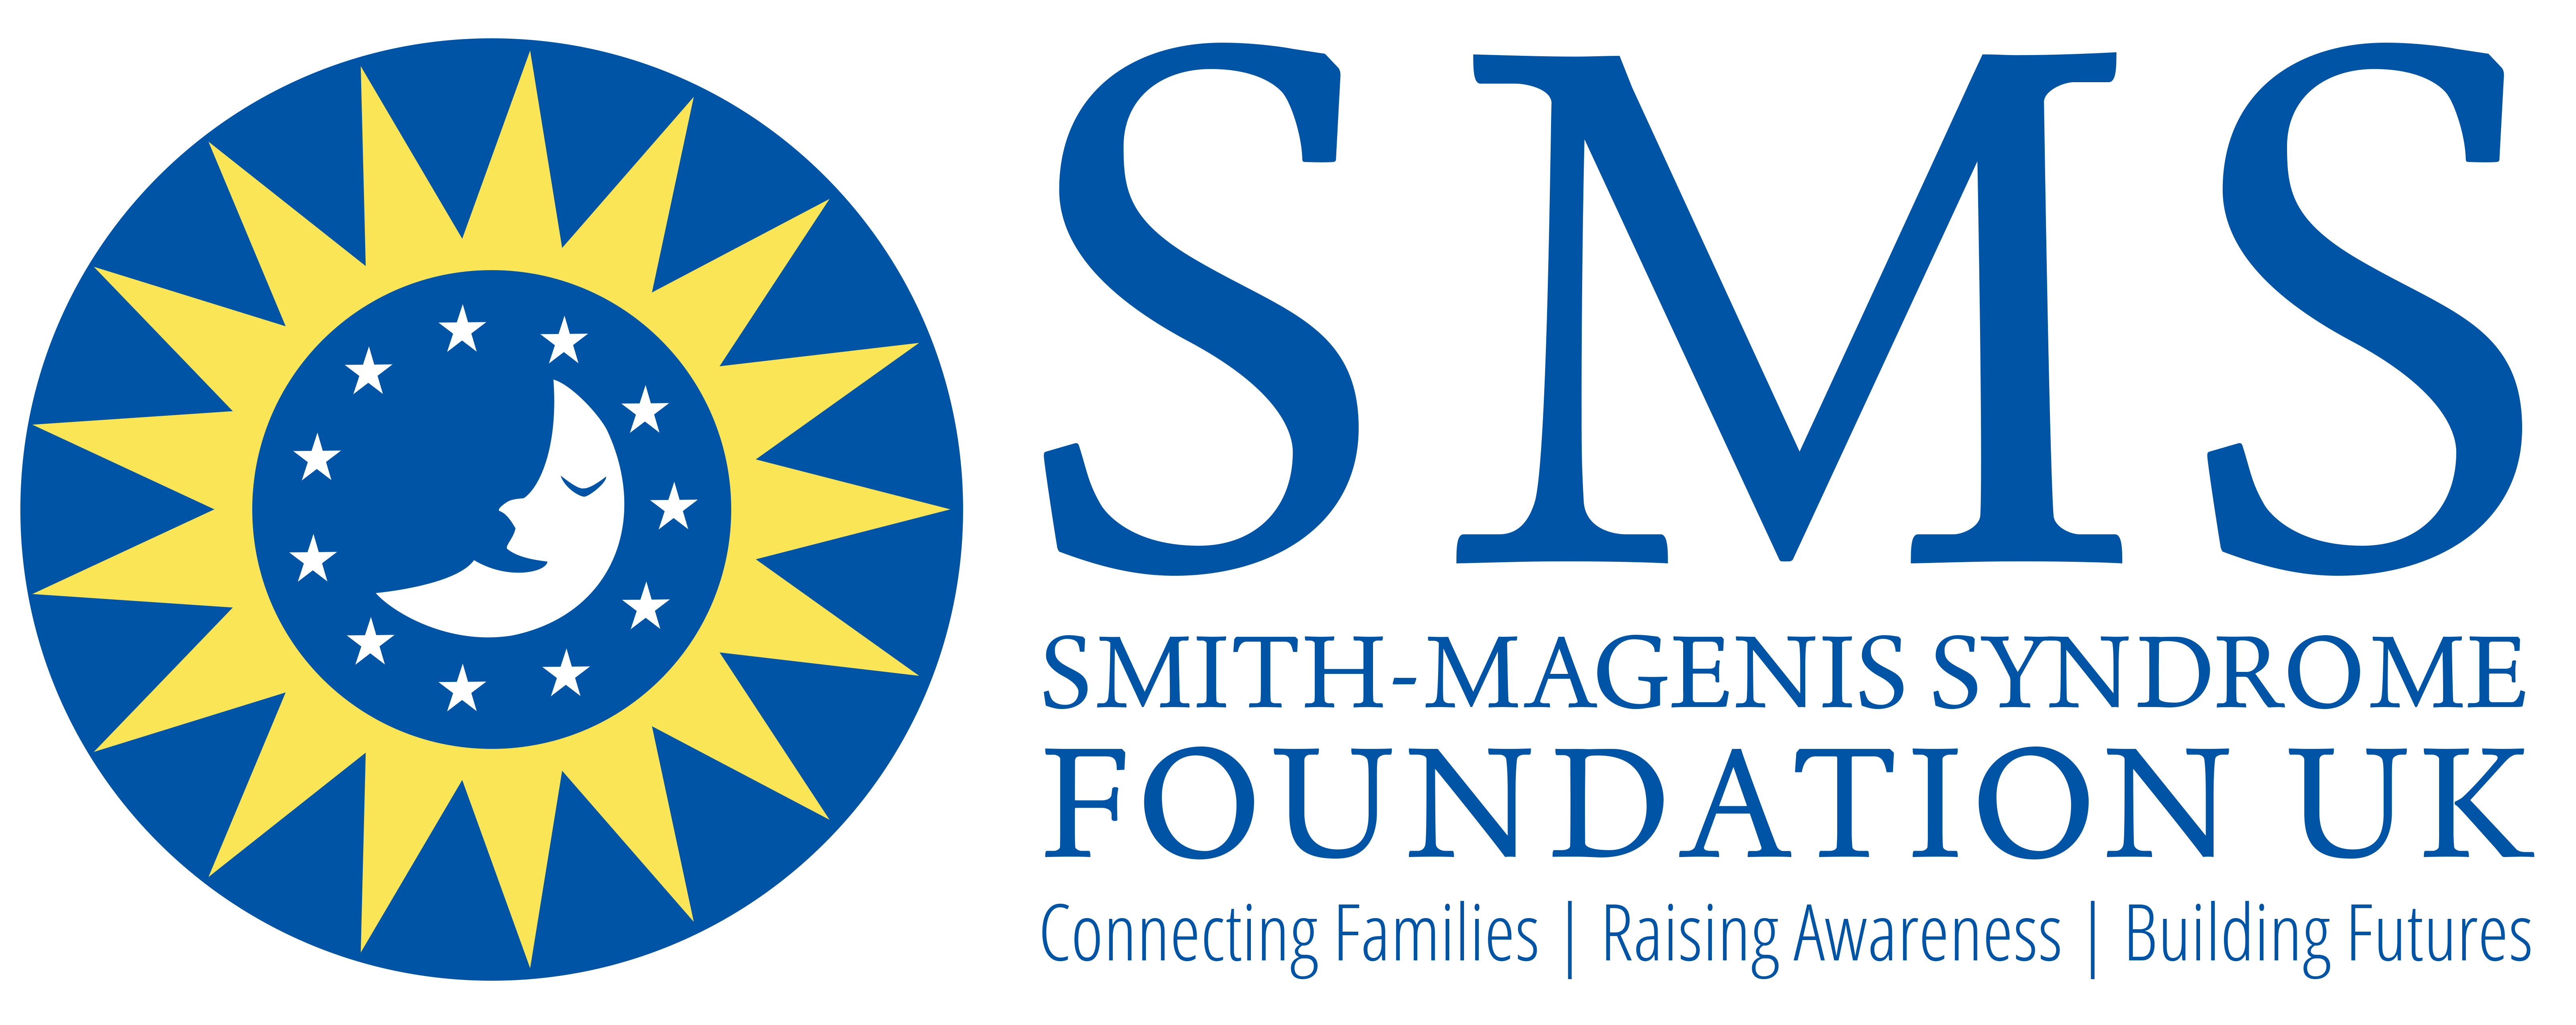 SMS
SMITH-MAGENIS SYNDROME
FOUNDATION UK
Connecting Families | Raising Awareness | Building Futures